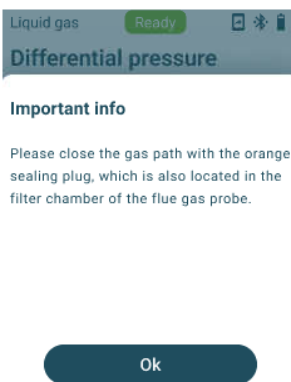 Liquid gas Ready
Differential pressure
Important info
Please close the gas path with the orange
sealing plug, which is also located in the
filter chamber of the flue gas probe.
Ok